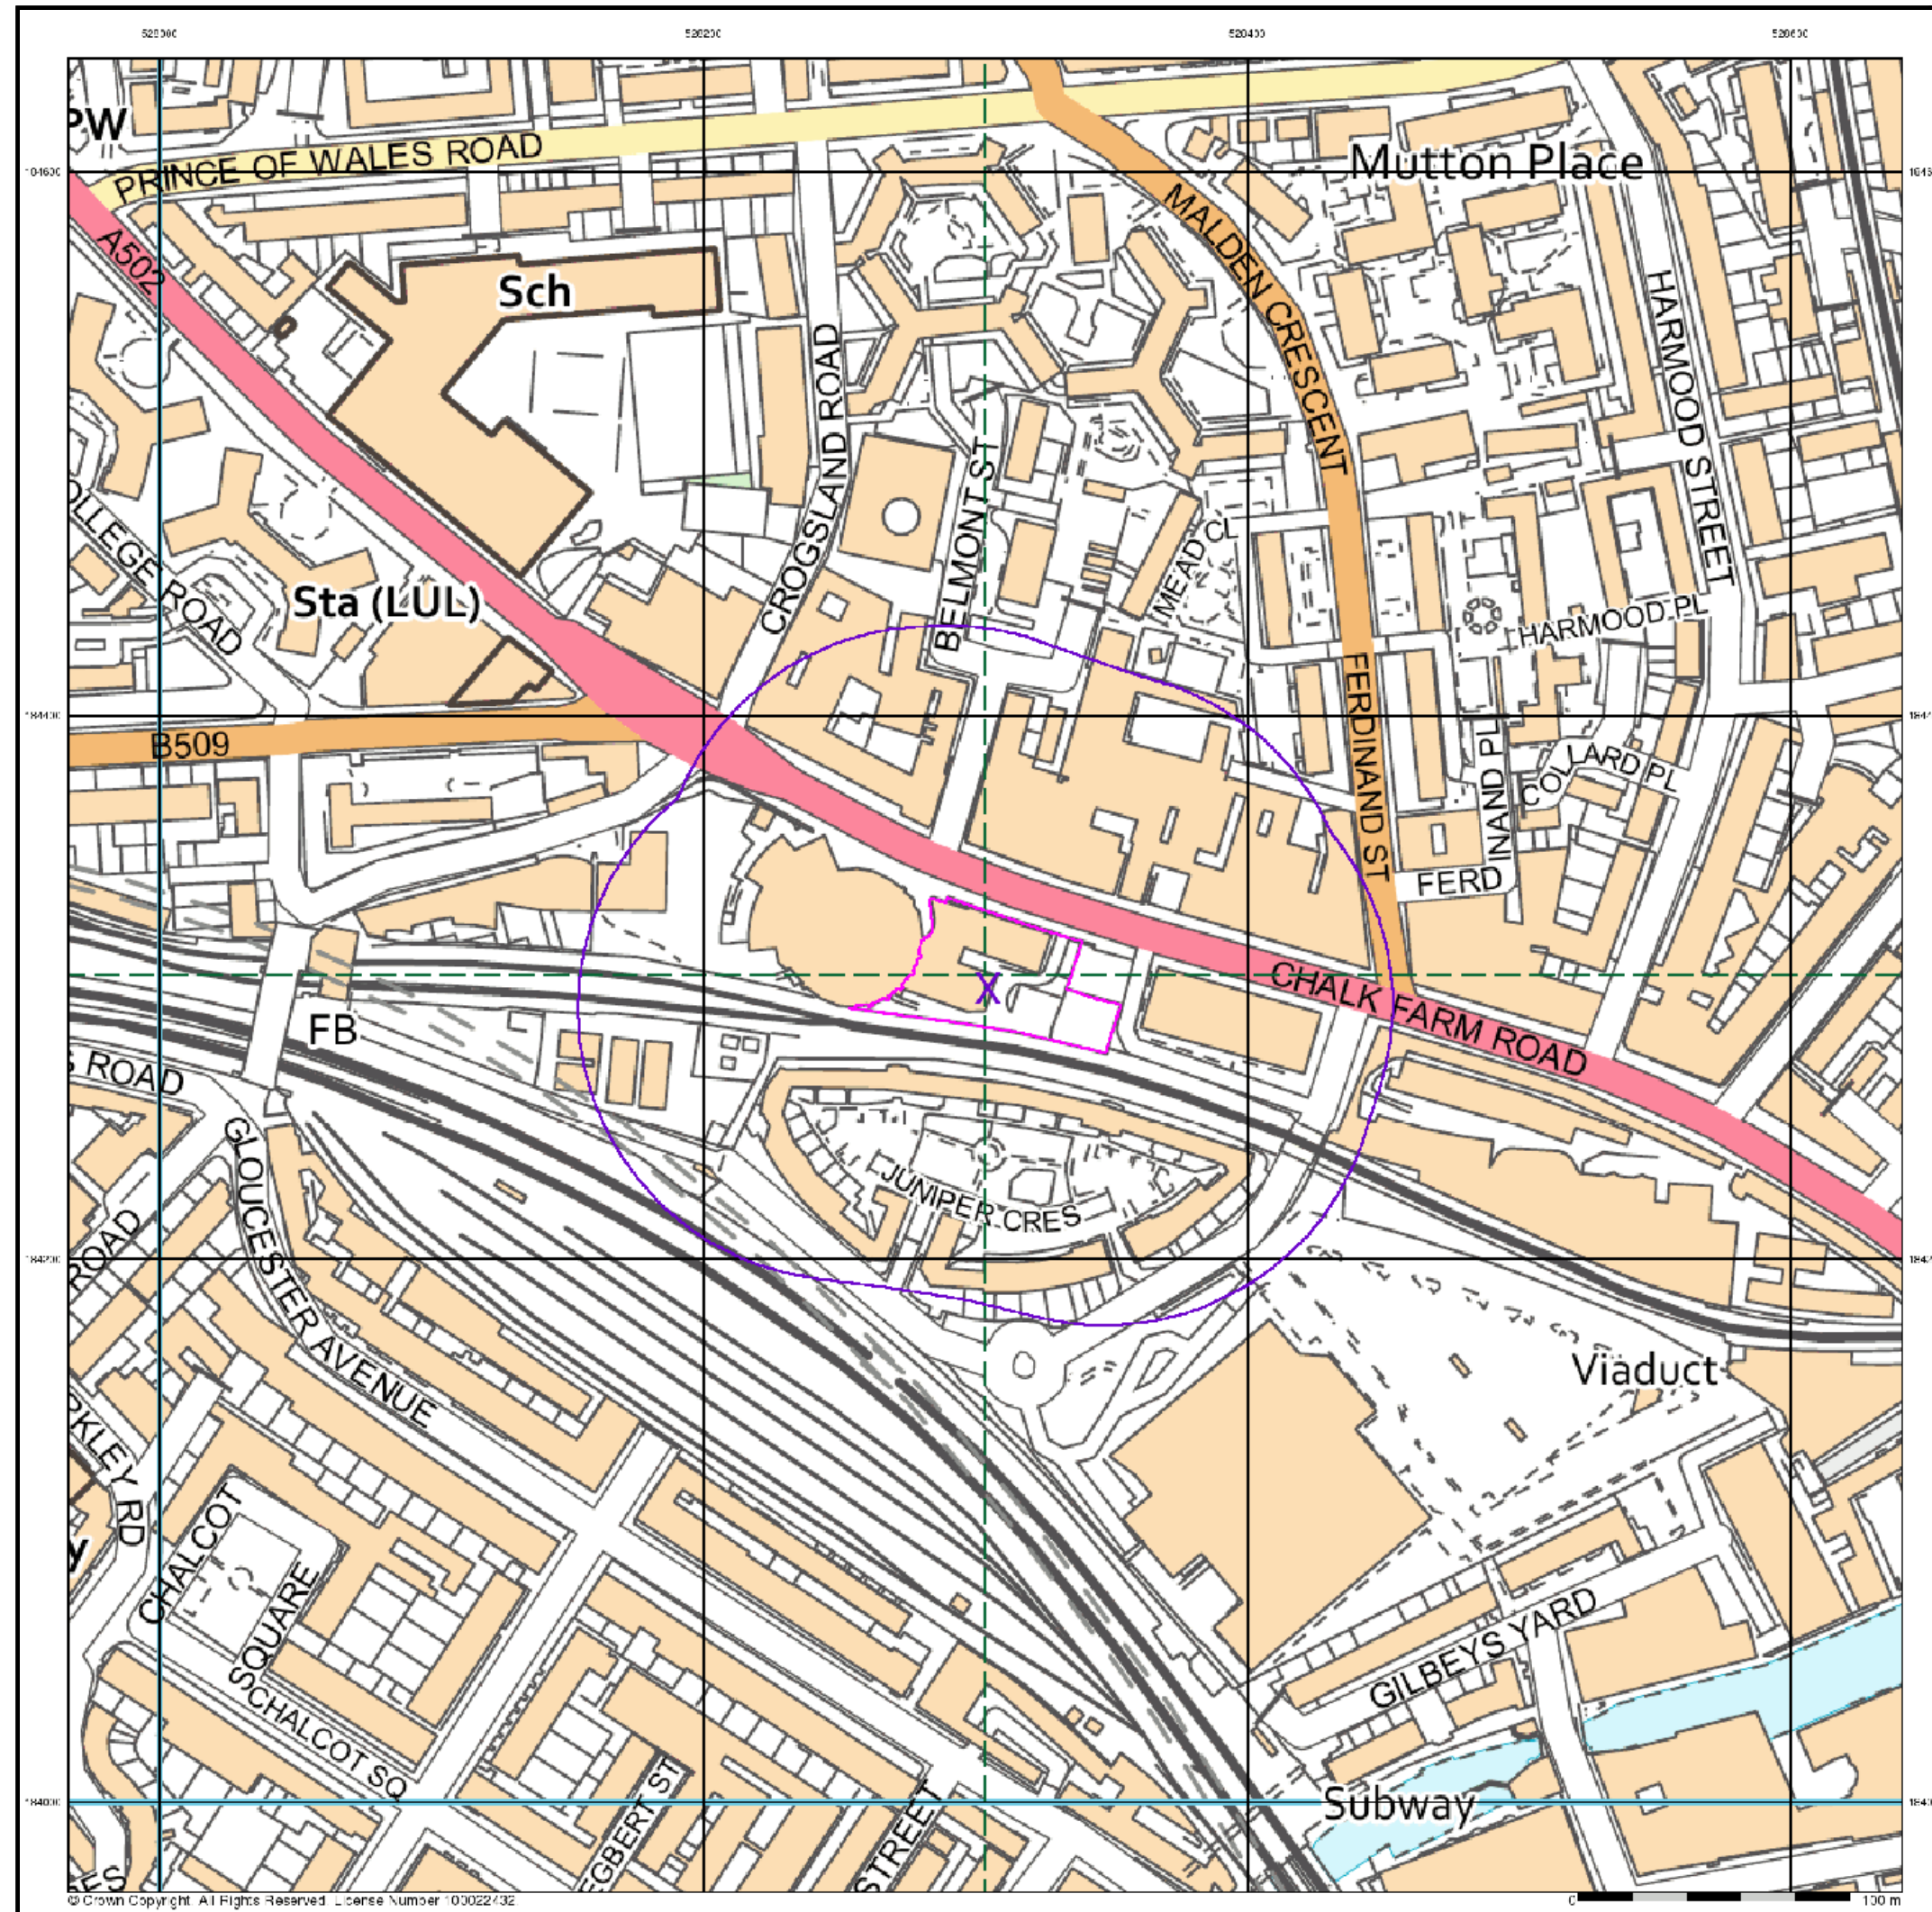 528000
528200
528400
528600
PW
PRINCE OF WALES ROAD
Mutton Place
A502
MALDEN CRESCENT
HARMOOD STREET
Sch
CROGSLAND ROAD
BELMONT ST
MEAD CL
HARMOOD PL
Sta (LUL)
184400
B509
FERDINAND ST
FERD
INAND PL
COLLARD PL
X
CHALK FARM ROAD
FB
S ROAD
GLOUCESTER AVENUE
JUNIPER CRES
184200
ROAD
Viaduct
CHALCOT
SQUARE
GILBEYS YARD
CHALCOT SQ
EGBERT ST
STREET
Subway
184000
© Crown Copyright. All Rights Reserved. License Number 100022432
0
100 m